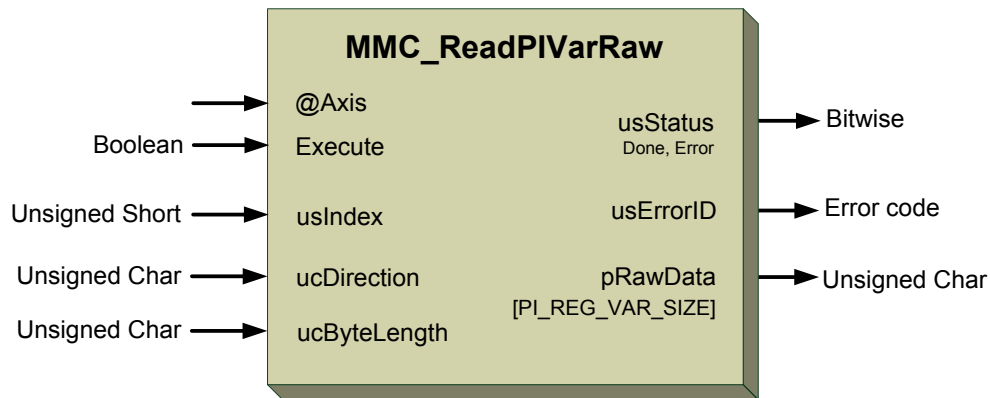 MMC_ReadPIVarRaw
@Axis
Boolean
Execute
usStatus
Done, Error
Bitwise
Unsigned Short
usIndex
usErrorID
Error code
Unsigned Char
ucDirection
pRawData
[PI_REG_VAR_SIZE]
Unsigned Char
Unsigned Char
ucByteLength